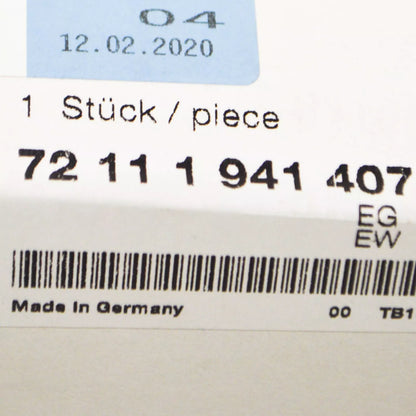 04
12.02.2020
1 Stück / piece
72 11 1 941 407
EG
EW
Made In Germany 00 TB1